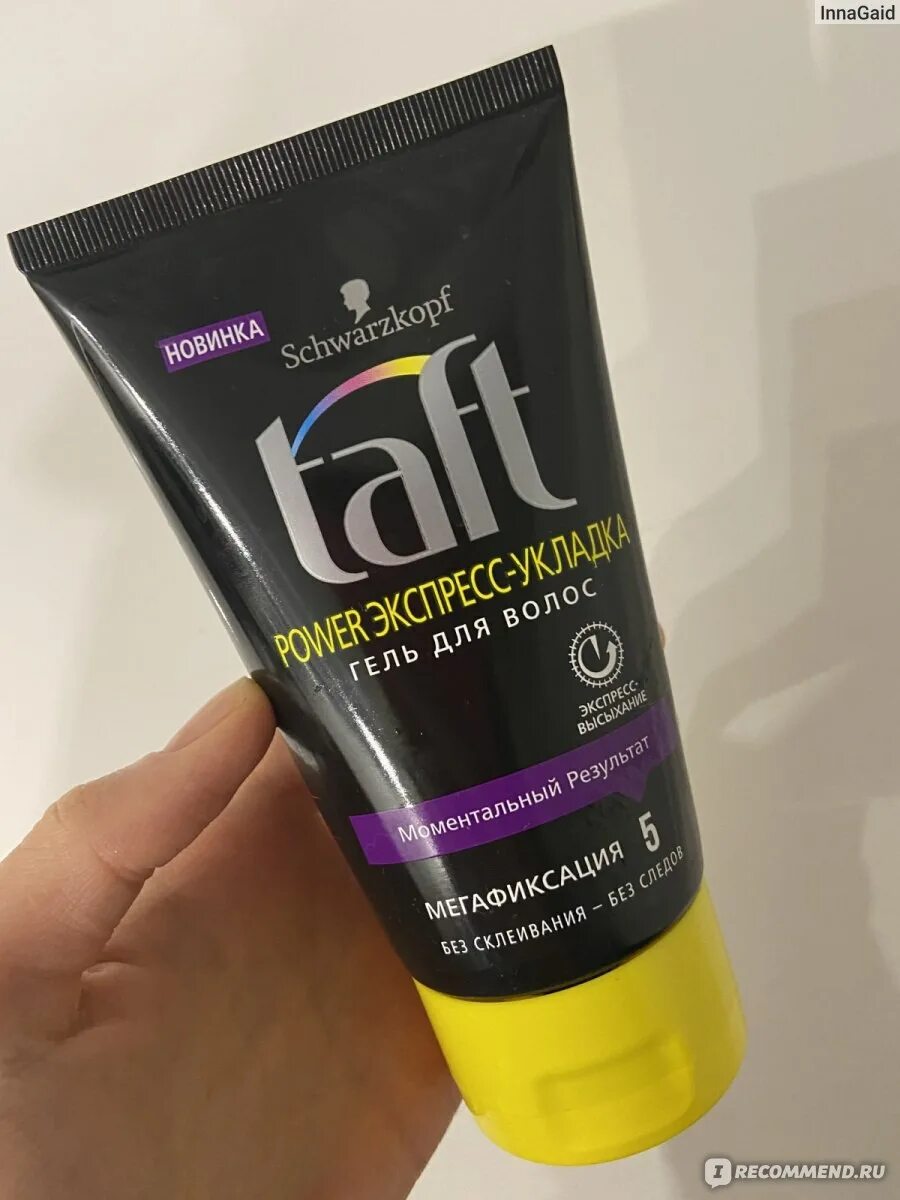 InnaGaid
НОВИНКА
Schwarzkopf
taft
POWER ЭКСПРЕСС-УКЛАДКА
ГЕЛЬ ДЛЯ ВОЛОС
ЭКСПРЕСС-
ВЫСЫХАНИЕ
Моментальный Результат
МЕГАФИКСАЦИЯ 5
БЕЗ СКЛЕИВАНИЯ – БЕЗ СЛЕДОВ
IRECOMMEND.RU